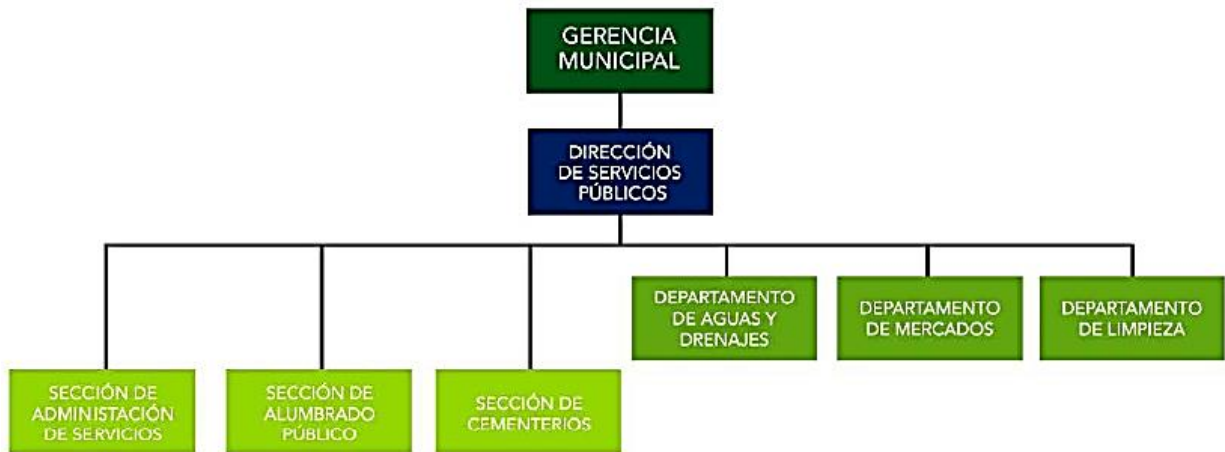 GERENCIA
MUNICIPAL
DIRECCIÓN
DE SERVICIOS
PÚBLICOS
DEPARTAMENTO
DE AGUAS Y
DRENAJES
DEPARTAMENTO
DE MERCADOS
DEPARTAMENTO
DE LIMPIEZA
SECCIÓN DE
ADMINISTACIÓN
DE SERVICIOS
SECCIÓN DE
ALUMBRADO
PÚBLICO
SECCIÓN DE
CEMENTERIOS